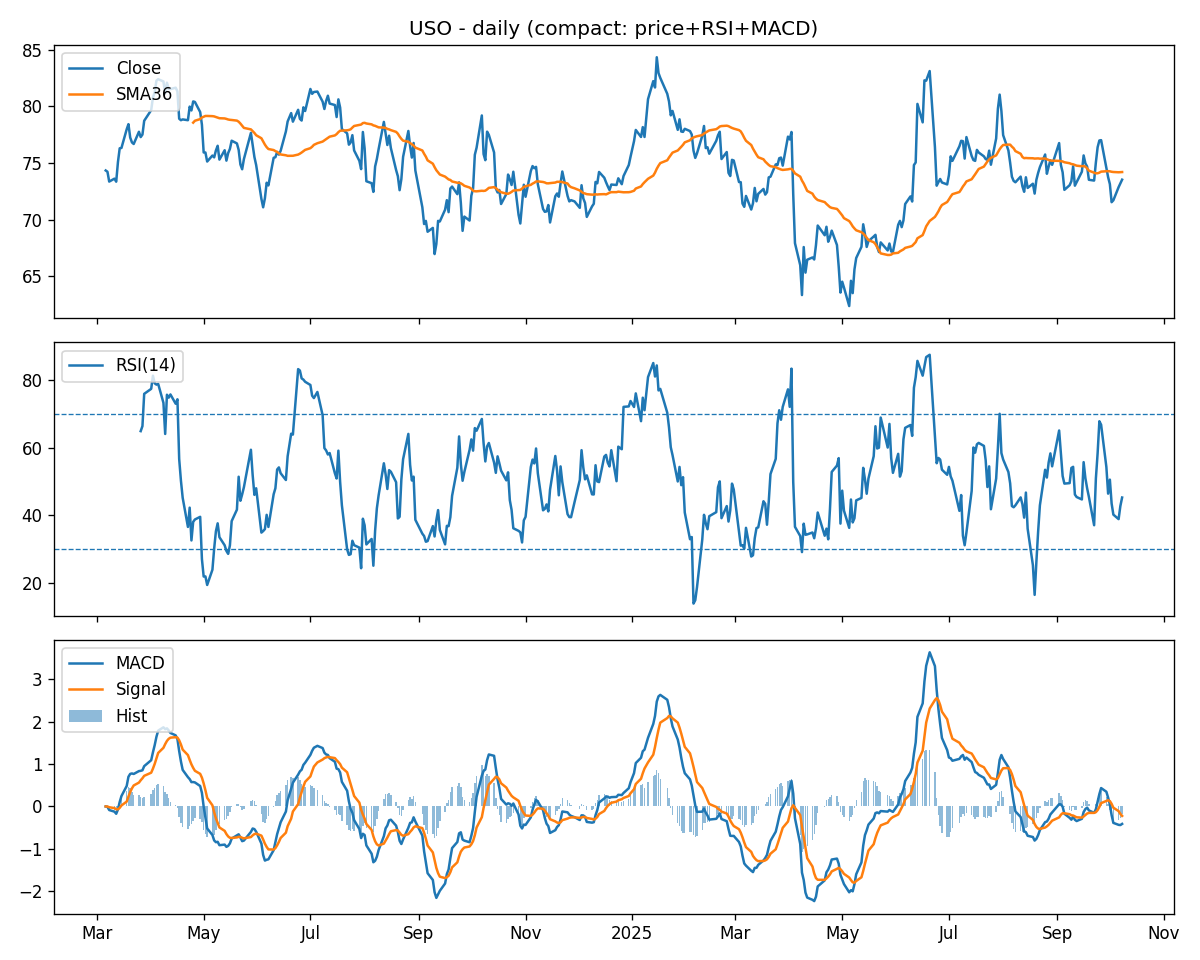 USO - daily (compact: price+RSI+MACD)
85
80
75
70
65
Close
SMA36
80
60
40
20
RSI(14)
3
2
1
0
−1
−2
MACD
Signal
Hist
Mar May Jul Sep Nov 2025 Mar May Jul Sep Nov